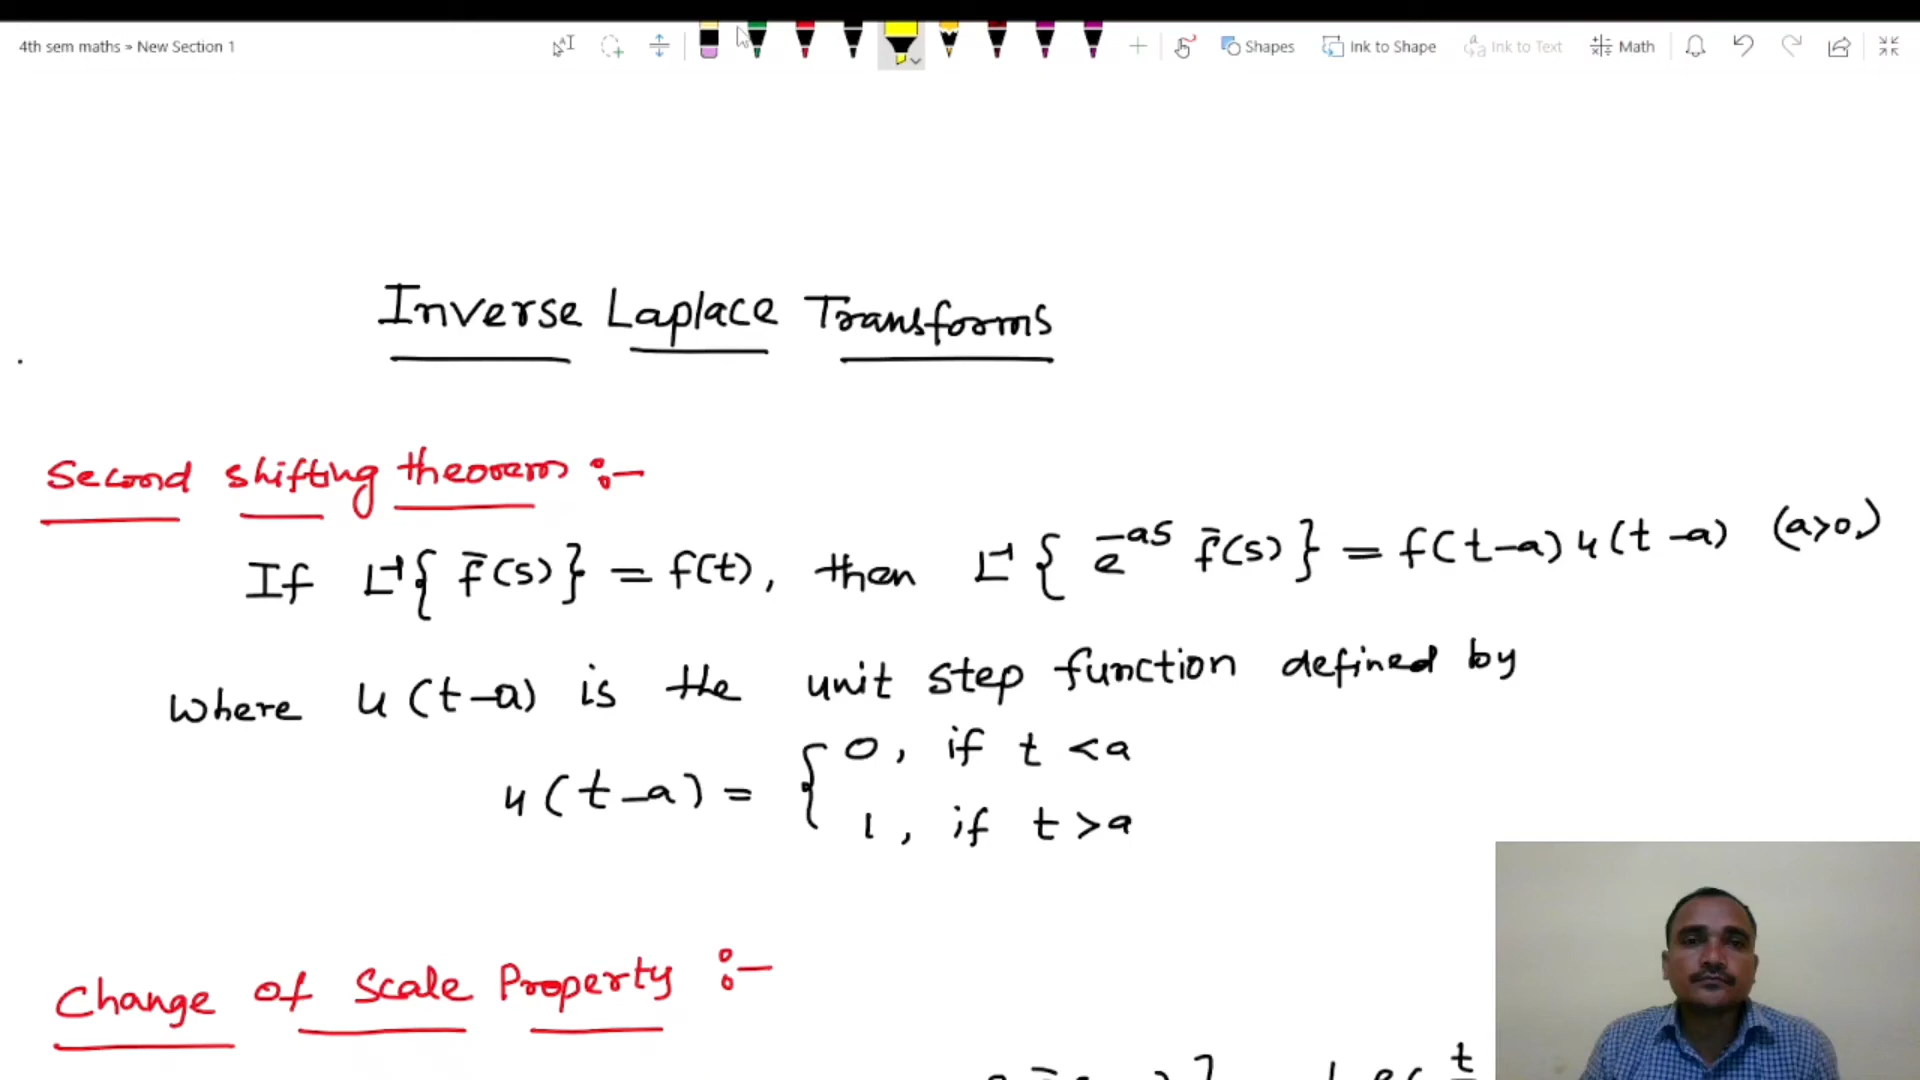 4th sem maths » New Section 1
Shapes Ink to Shape Ink to Text Math
Inverse Laplace Transforms
Second shifting theorem :-
If L⁻¹{ f̄(s)} = f(t), then L⁻¹{ e^-as f̄(s)} = f(t-a) u(t-a) (a>0)
Where u(t-a) is the unit step function defined by
u(t-a) = { 0, if t <a
1, if t >a
Change of Scale Property :-